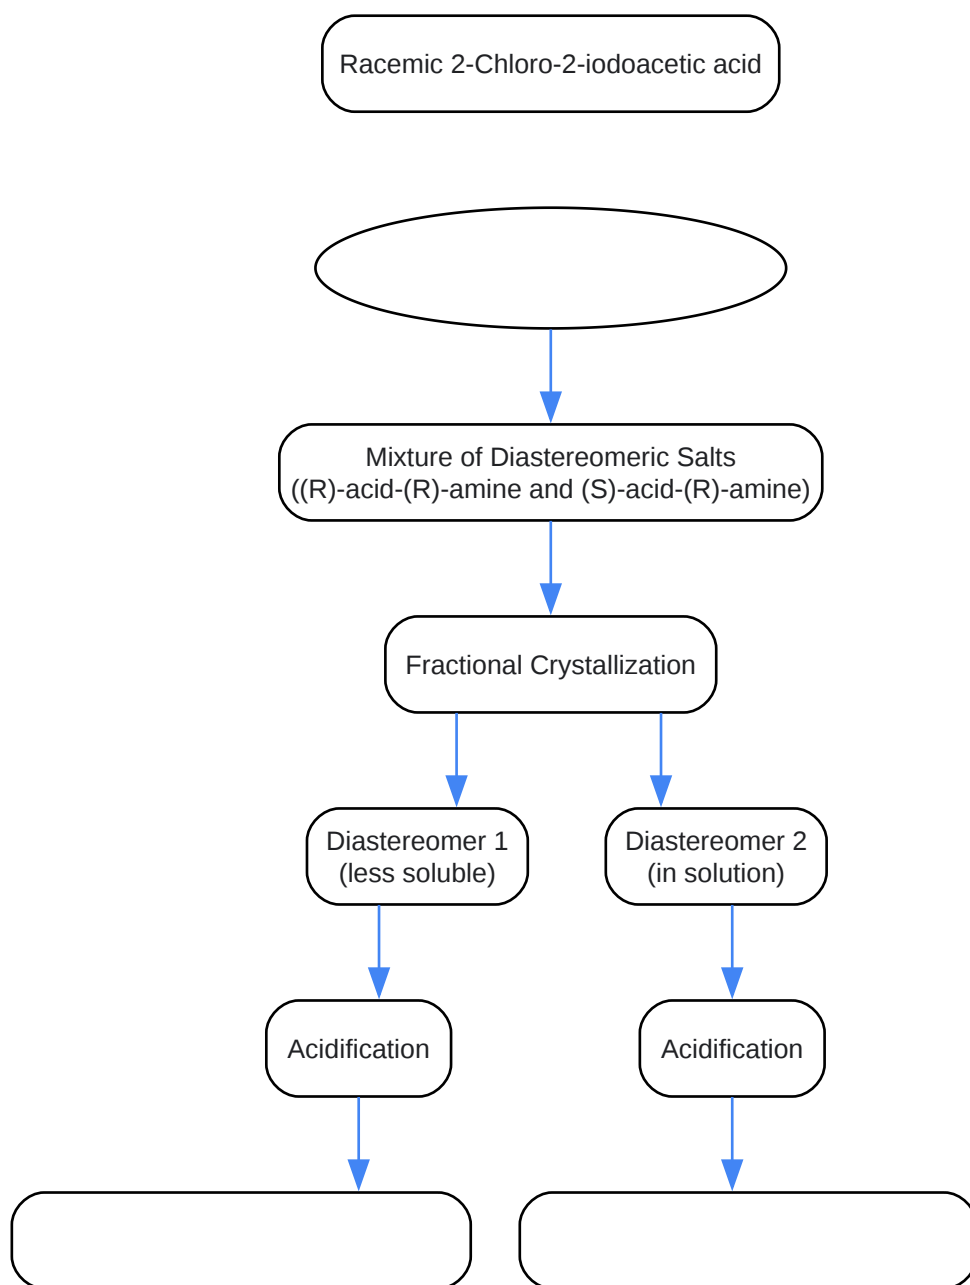 Racemic 2-Chloro-2-iodoacetic acid
Mixture of Diastereomeric Salts
((R)-acid-(R)-amine and (S)-acid-(R)-amine)
Fractional Crystallization
Diastereomer 1
(less soluble)
Diastereomer 2
(in solution)
Acidification
Acidification